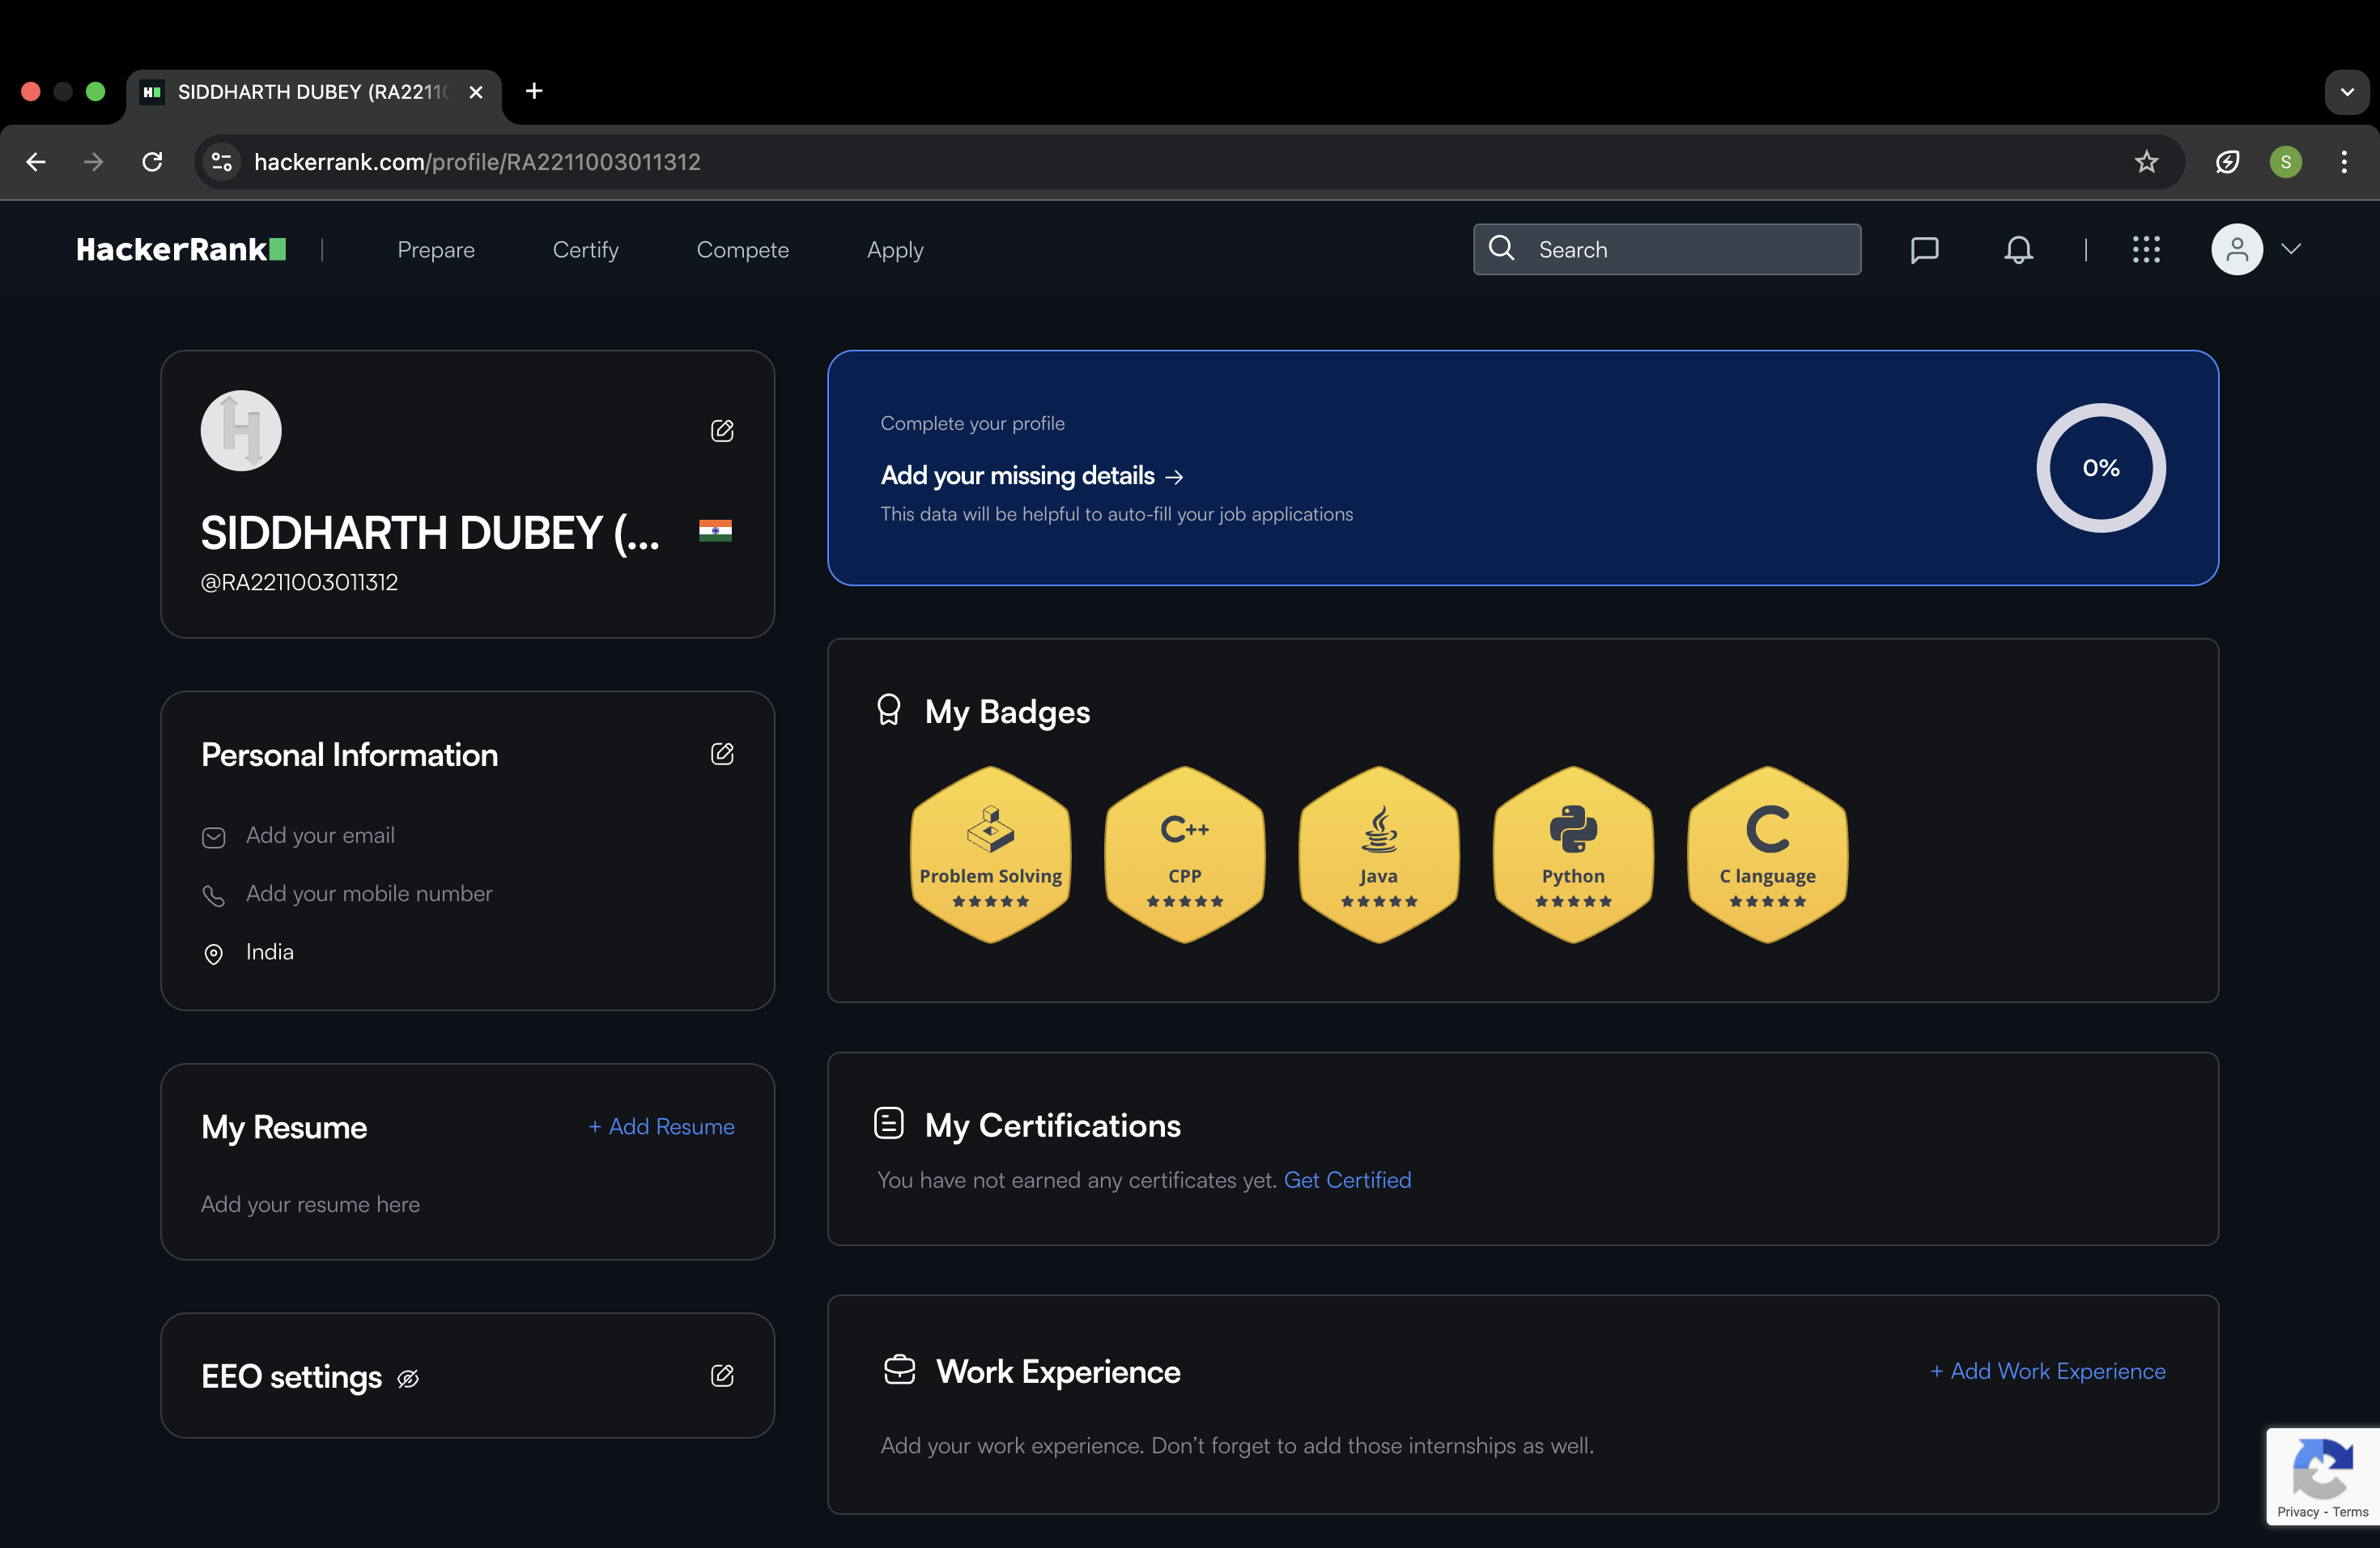 SIDDHARTH DUBEY (RA2211
hackerrank.com/profile/RA2211003011312
S
HackerRank
Prepare
Certify
Compete
Apply
Search
SIDDHARTH DUBEY (...
@RA2211003011312
Personal Information
Add your email
Add your mobile number
India
My Resume
+ Add Resume
Add your resume here
EEO settings
Complete your profile
Add your missing details →
This data will be helpful to auto-fill your job applications
0%
My Badges
C++
C
Problem Solving
CPP
Java
Python
C language
My Certifications
You have not earned any certificates yet. Get Certified
Work Experience
+ Add Work Experience
Add your work experience. Don’t forget to add those internships as well.
Privacy - Terms